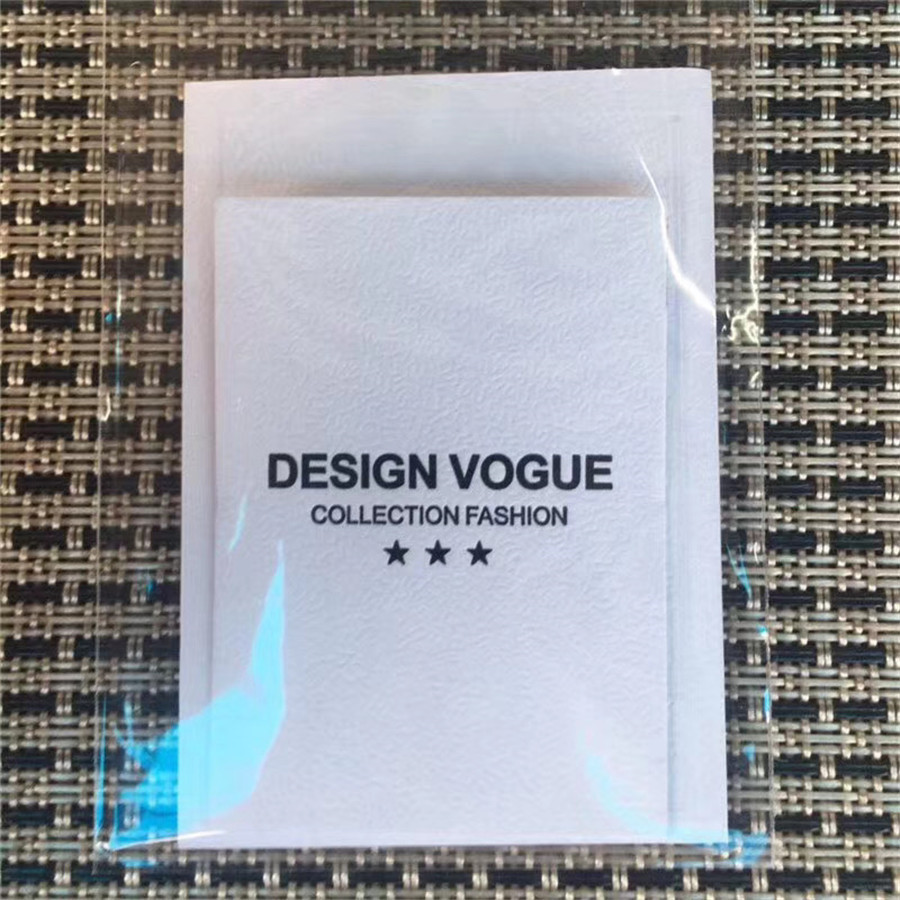 DESIGN VOGUE
COLLECTION FASHION
★ ★ ★